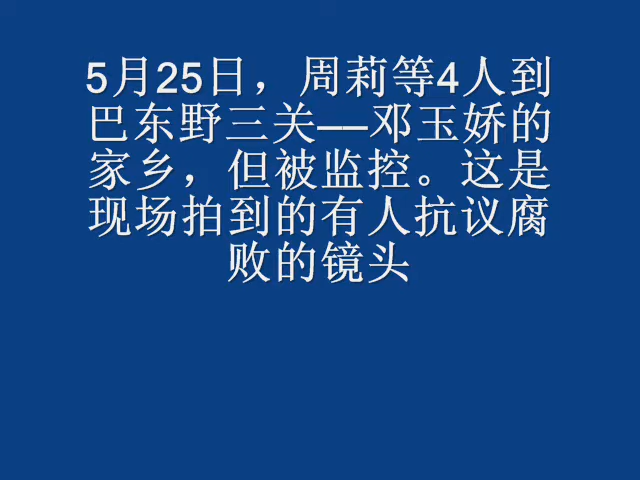 5月25日，周莉等4人到
巴东野三关——邓玉娇的
家乡，但被监控。这是
现场拍到的有人抗议腐
败的镜头